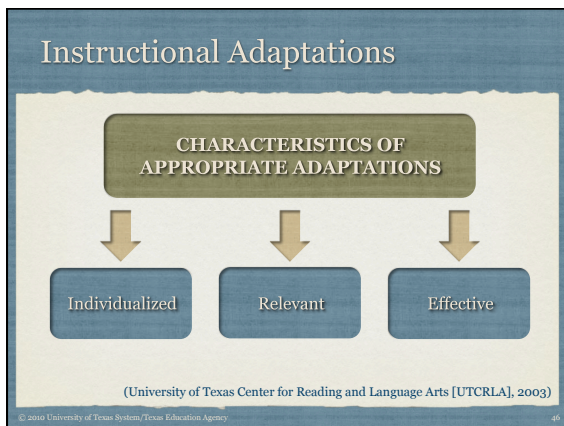 Instructional Adaptations
CHARACTERISTICS OF
APPROPRIATE ADAPTATIONS
Individualized
Relevant
Effective
(University of Texas Center for Reading and Language Arts [UTCRLA], 2003)
© 2010 University of Texas System/Texas Education Agency
46